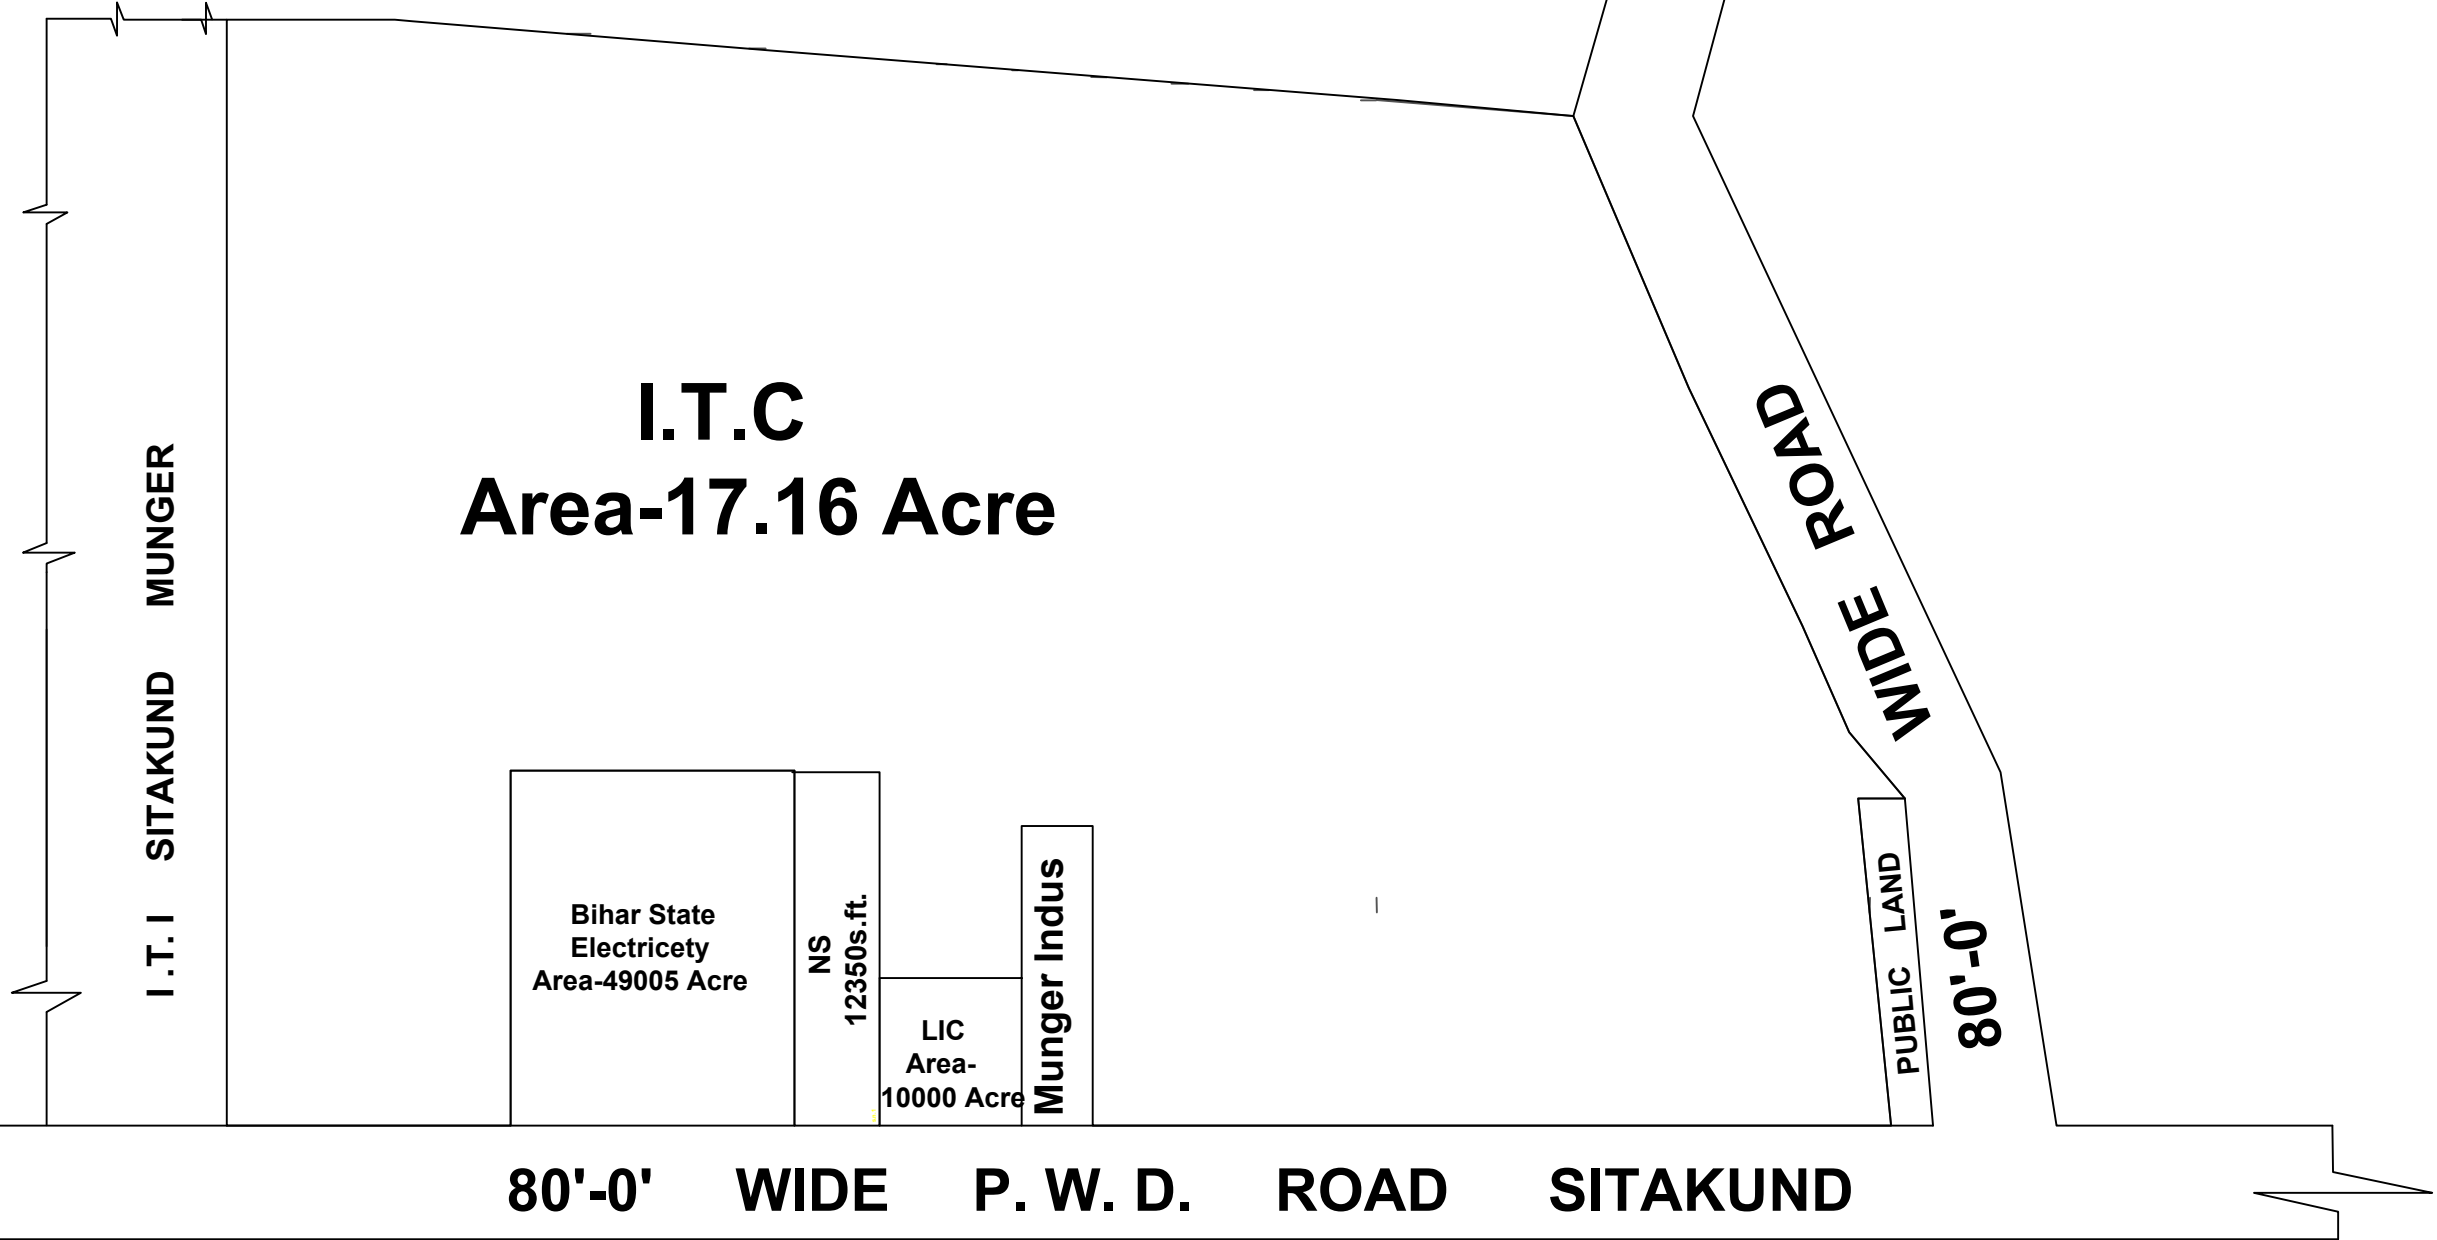 I.T.C
Area-17.16 Acre
I.T.I SITAKUND MUNGER
Bihar State
Electricety
Area-49005 Acre
NS
12350s.ft.
LIC
Area-
10000 Acre
Munger Indus
PUBLIC LAND
80'-0' WIDE ROAD
80'-0' WIDE P. W. D. ROAD SITAKUND